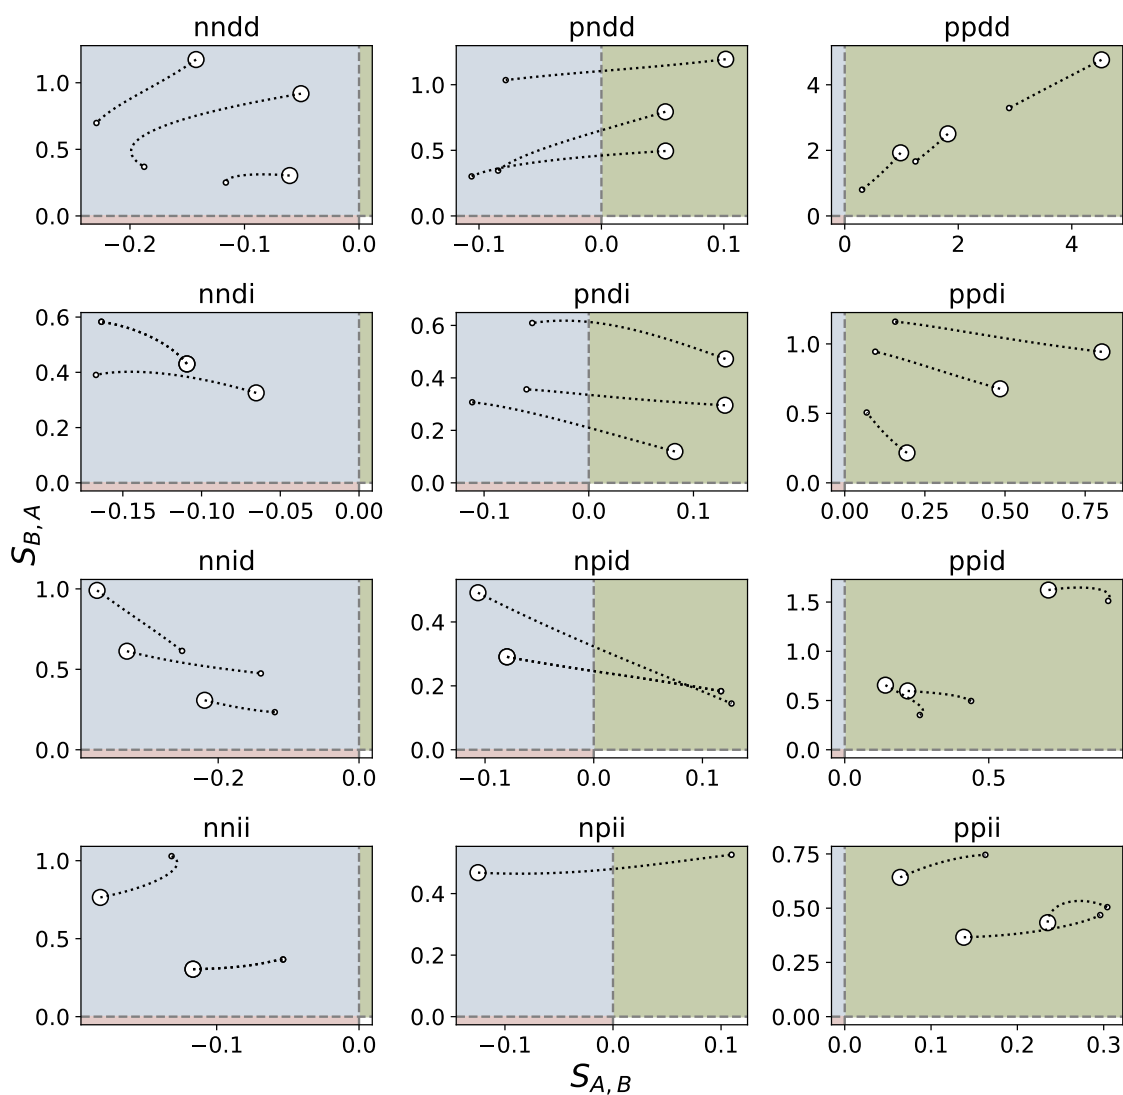 nndd pndd ppdd
1.0 1.0 4
0.5 0.5 2
0.0 0.0 0
−0.2 −0.1 0.0 −0.1 0.0 0.1 0 2 4
nndi pndi ppdi
0.6 0.6 1.0
0.4 0.4 0.5
0.2 0.2
0.0 0.0 0.0
−0.15 −0.10 −0.05 0.00 −0.1 0.0 0.1 0.00 0.25 0.50 0.75
S_{B,A}
nnid npid ppid
1.0 0.4 1.5
0.5 0.2 1.0
0.0 0.0 0.5
0.0
−0.2 0.0 −0.1 0.0 0.1 0.0 0.5
nnii npii ppii
1.0 0.4 0.75
0.5 0.2 0.50
0.0 0.0 0.25
0.00
−0.1 0.0 −0.1 0.0 0.1 0.0 0.1 0.2 0.3
S_{A,B}